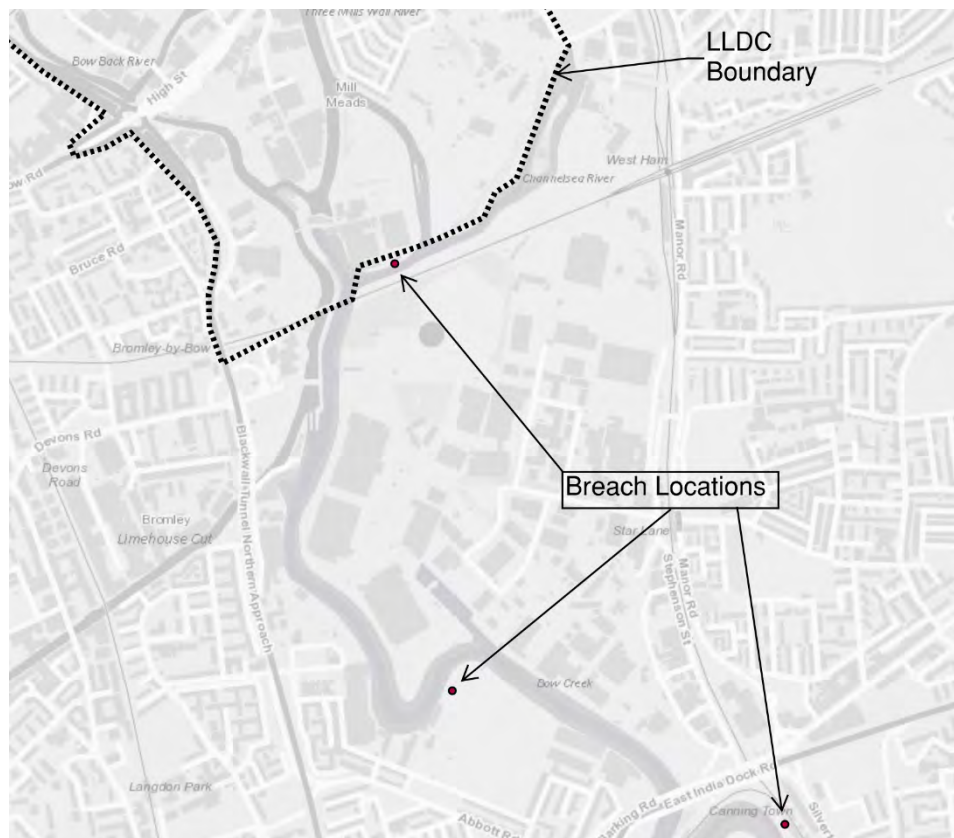 Three Mills Wall River
LLDC
Boundary
Bow Back River
High St
Mill
Meads
West Ham
Channelsea River
ow Rd
Bruce Rd
Manor Rd
Bromley-by-Bow
Devons Rd
Devons
Road
Blackwall Tunnel Northern Approach
Breach Locations
Bromley
Limehouse Cut
Star Lane
Manor Rd
Stephenson St
Bow Creek
Langdon Park
East India Dock Rd
Canning Town
Silver
arking Rd
Abbott Rd